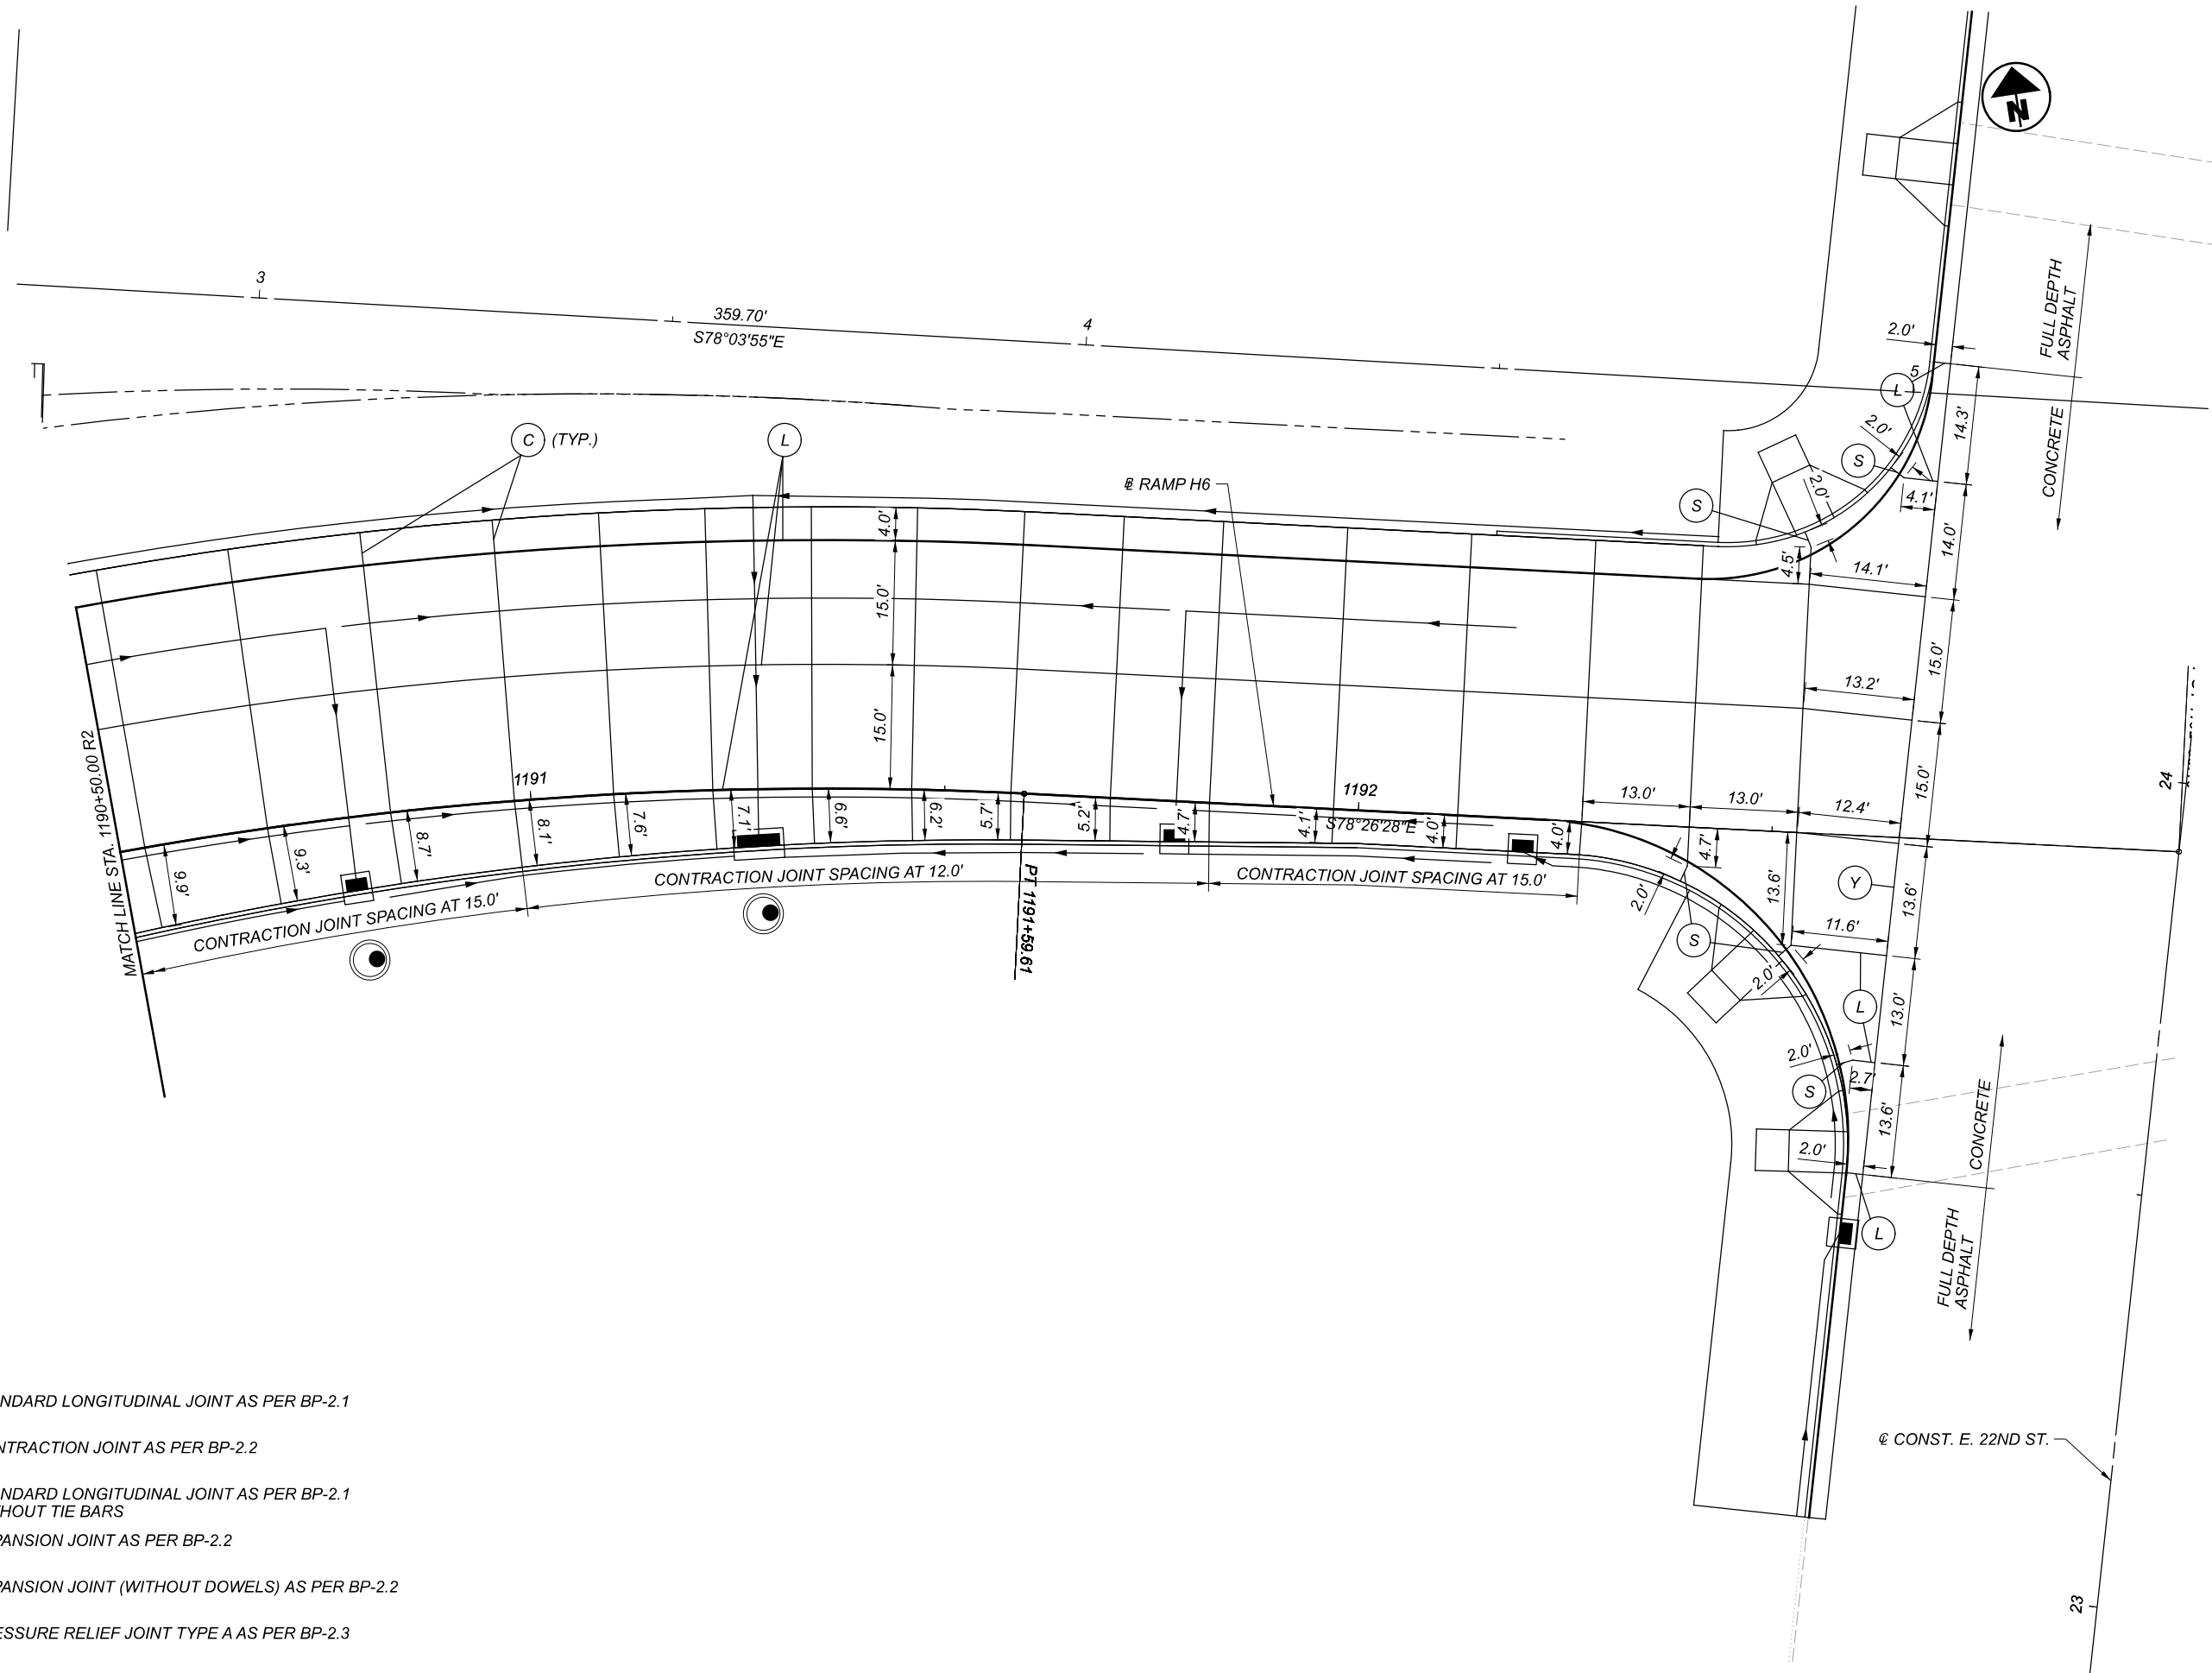 N
3
359.70'
S78°03'55"E
4
5
2.0'
FULL DEPTH
ASPHALT
CONCRETE
L
14.3'
2.0'
S
2.0'
4.1'
14.0'
C (TYP.)
L
RAMP H6
S
4.0'
4.5'
14.1'
15.0'
15.0'
13.2'
15.0'
15.0'
MATCH LINE STA. 1190+50.00 R2
1191
1192
24
9.9'
9.3'
8.7'
8.1'
7.6'
7.1'
6.6'
6.2'
5.7'
5.2'
4.7'
4.1'
4.0'
4.0'
S78°26'28"E
13.0'
13.0'
12.4'
4.7'
13.6'
2.0'
Y
13.6'
CONTRACTION JOINT SPACING AT 15.0'
CONTRACTION JOINT SPACING AT 12.0'
CONTRACTION JOINT SPACING AT 15.0'
PT 1191+59.61
S
11.6'
2.0'
L
13.0'
2.0'
S
2.7'
13.6'
2.0'
CONCRETE
L
FULL DEPTH
ASPHALT
℄ CONST. E. 22ND ST.
23
NDARD LONGITUDINAL JOINT AS PER BP-2.1
NTRACTION JOINT AS PER BP-2.2
NDARD LONGITUDINAL JOINT AS PER BP-2.1
HOUT TIE BARS
PANSION JOINT AS PER BP-2.2
PANSION JOINT (WITHOUT DOWELS) AS PER BP-2.2
ESSURE RELIEF JOINT TYPE A AS PER BP-2.3